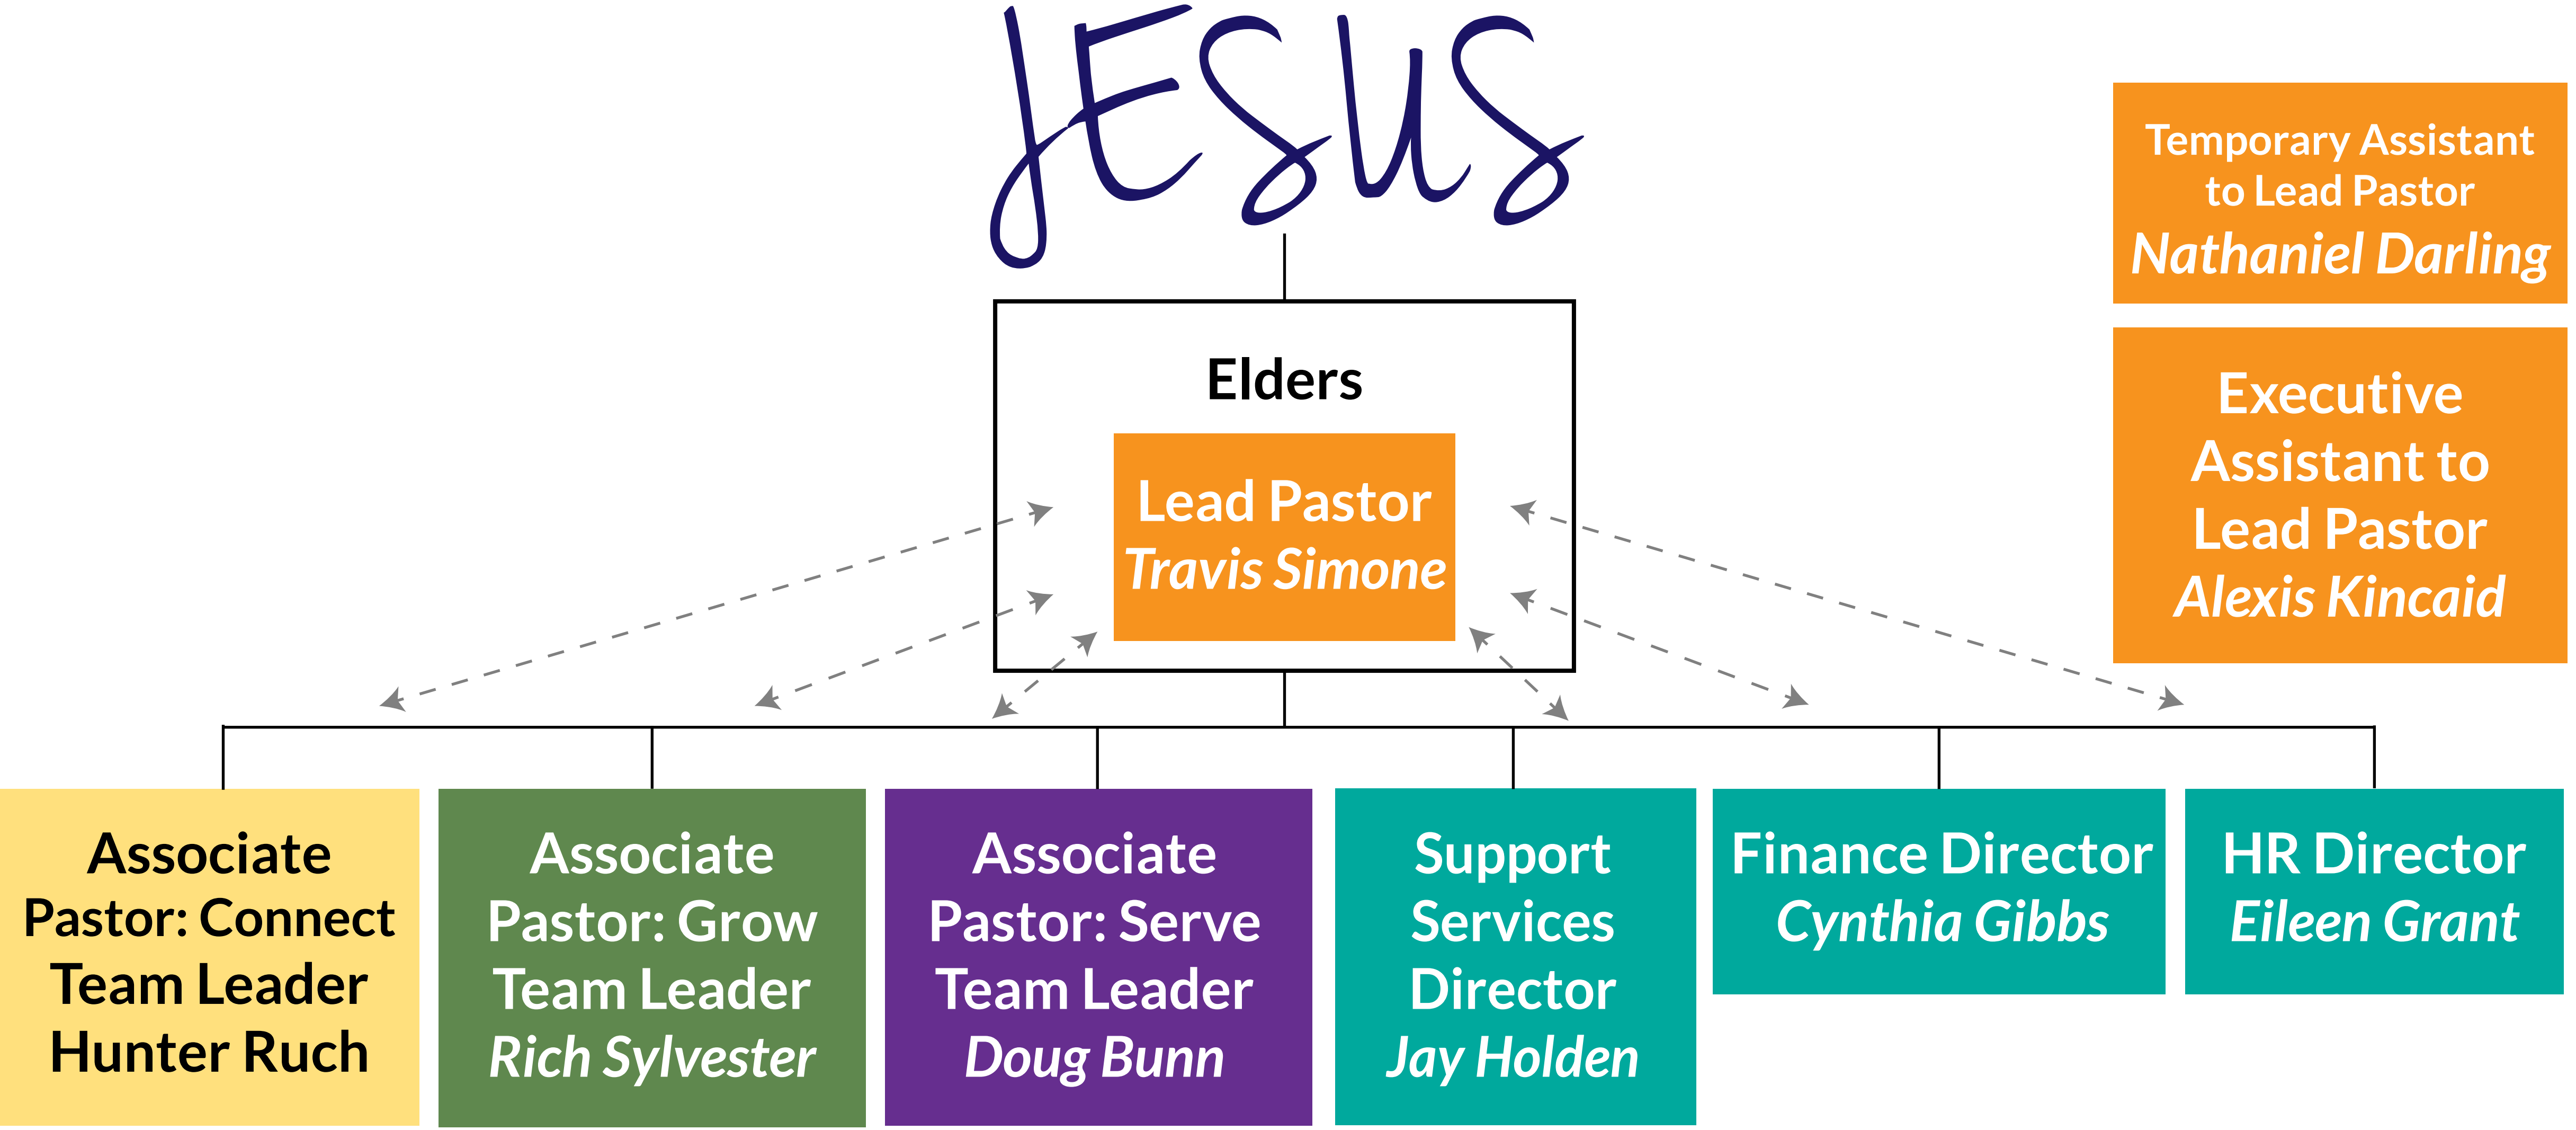 JESUS
Temporary Assistant
to Lead Pastor
Nathaniel Darling
Executive
Assistant to
Lead Pastor
Alexis Kincaid
Elders
Lead Pastor
Travis Simone
Associate
Pastor: Connect
Team Leader
Hunter Ruch
Associate
Pastor: Grow
Team Leader
Rich Sylvester
Associate
Pastor: Serve
Team Leader
Doug Bunn
Support
Services
Director
Jay Holden
Finance Director
Cynthia Gibbs
HR Director
Eileen Grant